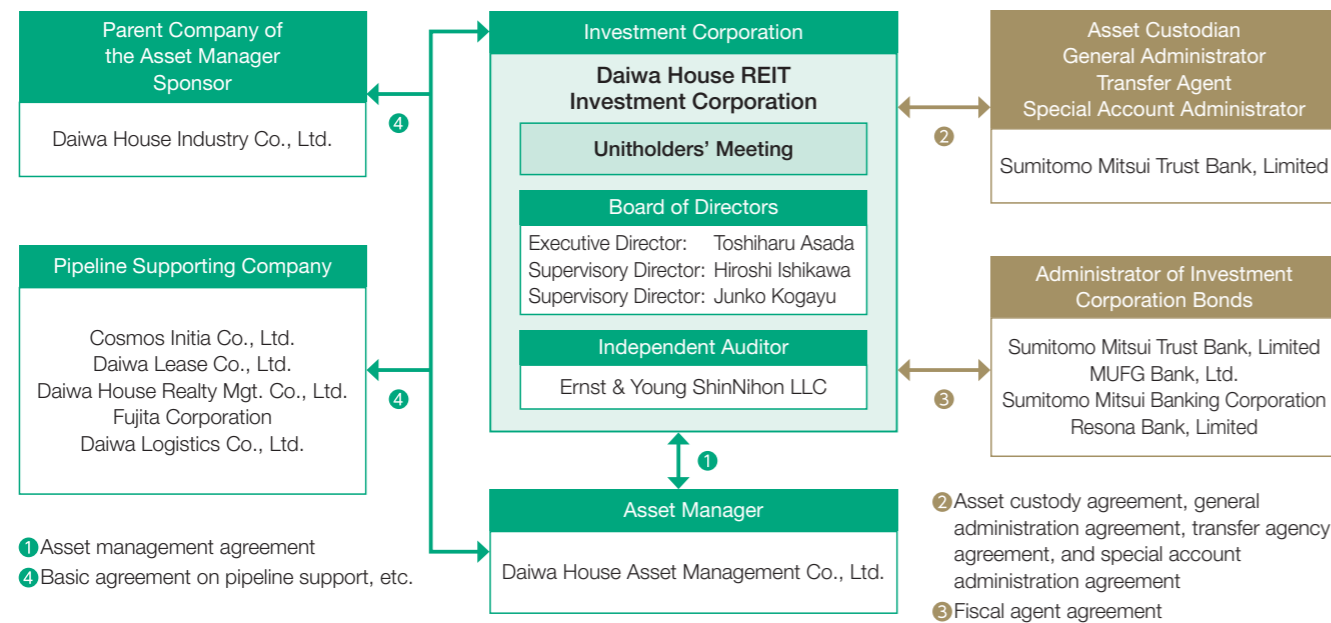 Parent Company of
the Asset Manager
Sponsor
Daiwa House Industry Co., Ltd.
4
Pipeline Supporting Company
Cosmos Initia Co., Ltd.
Daiwa Lease Co., Ltd.
Daiwa House Realty Mgt. Co., Ltd.
Fujita Corporation
Daiwa Logistics Co., Ltd.
4
1 Asset management agreement
4 Basic agreement on pipeline support, etc.
Investment Corporation
Daiwa House REIT
Investment Corporation
Unitholders' Meeting
Board of Directors
Executive Director: Toshiharu Asada
Supervisory Director: Hiroshi Ishikawa
Supervisory Director: Junko Kogayu
Independent Auditor
Ernst & Young ShinNihon LLC
1
Asset Manager
Daiwa House Asset Management Co., Ltd.
2
Asset Custodian
General Administrator
Transfer Agent
Special Account Administrator
Sumitomo Mitsui Trust Bank, Limited
3
Administrator of Investment
Corporation Bonds
Sumitomo Mitsui Trust Bank, Limited
MUFG Bank, Ltd.
Sumitomo Mitsui Banking Corporation
Resona Bank, Limited
2 Asset custody agreement, general
administration agreement, transfer agency
agreement, and special account
administration agreement
3 Fiscal agent agreement